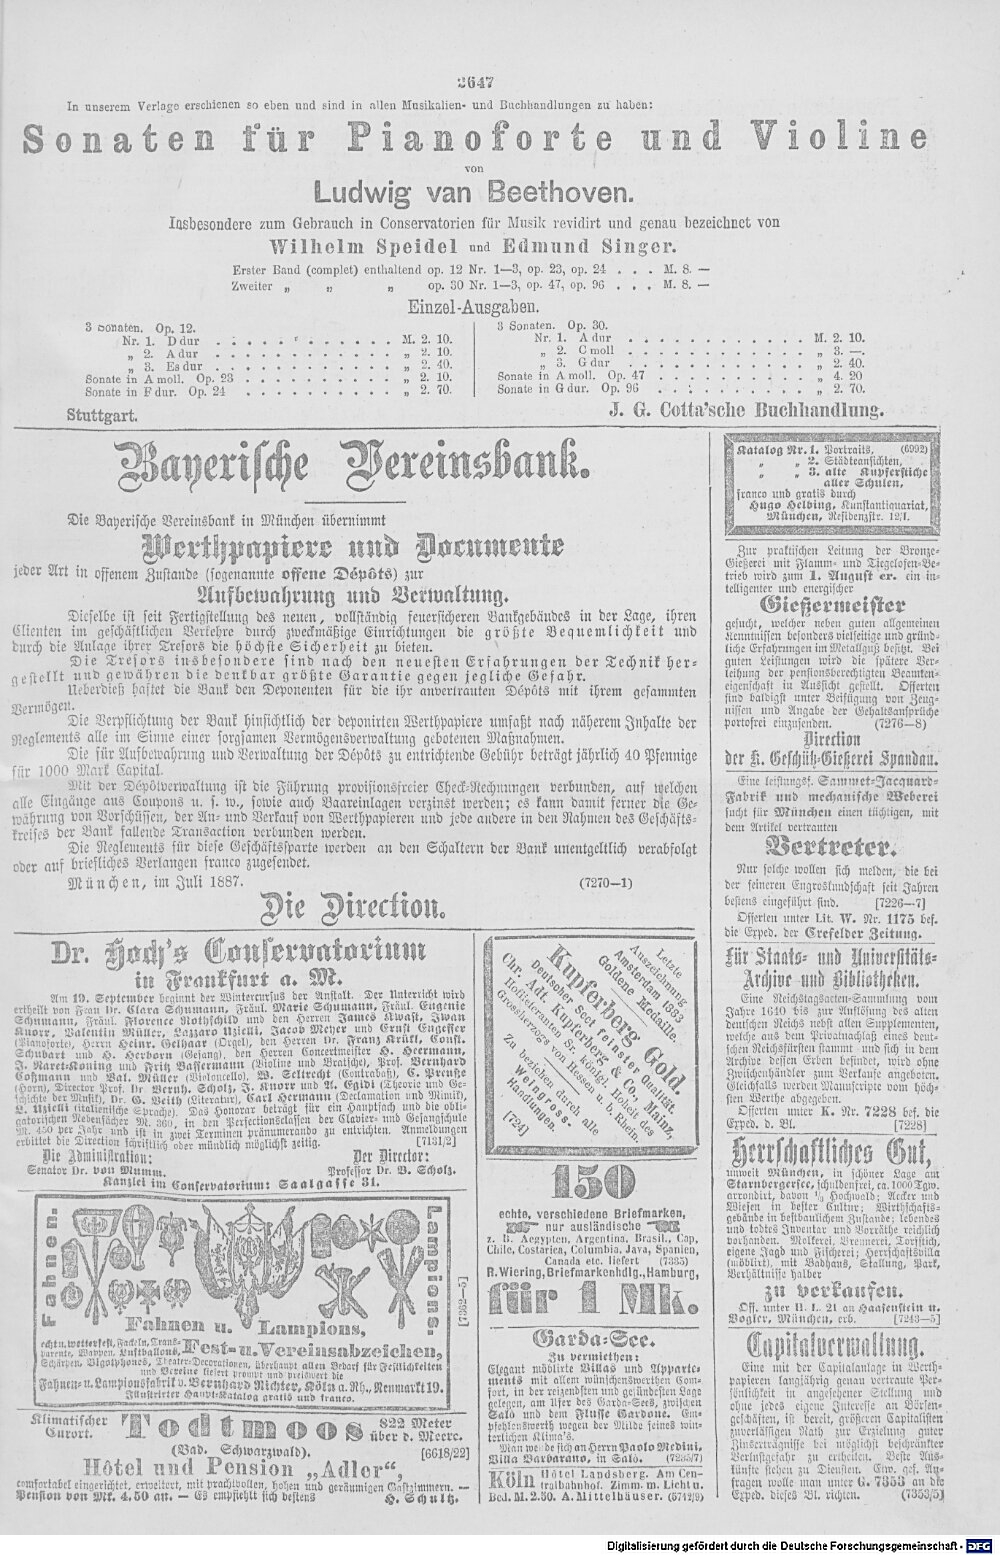 2647
In unserem Verlage erschienen so eben und sind in allen Musikalien- und Buchhandlungen zu haben:
Sonaten für Pianoforte und Violine
von
Ludwig van Beethoven.
Insbesondere zum Gebrauch in Conservatorien für Musik revidirt und genau bezeichnet von
Wilhelm Speidel und Edmund Singer.
Erster Band (complet) enthaltend op. 12 Nr. 1—3, op. 23, op. 24 . . . M. 8. —
Zweiter „ „ „ op. 30 Nr. 1—3, op. 47, op. 96 . . . M. 8. —
Einzel-Ausgaben.
3 Sonaten. Op. 12.
Nr. 1. D dur . . . . . . . . . . . M. 2. 10.
„ 2. A dur . . . . . . . . . . . „ 2. 10.
„ 3. Es dur . . . . . . . . . . . „ 2. 40.
Sonate in A moll. Op. 23 . . . . . . . . . „ 2. 10.
Sonate in F dur. Op. 24 . . . . . . . . . „ 2. 70.
3 Sonaten. Op. 30.
Nr. 1. A dur . . . . . . . . . . . M. 2. 10.
„ 2. C moll . . . . . . . . . . . „ 3. —.
„ 3. G dur . . . . . . . . . . . „ 2. 40.
Sonate in A moll. Op. 47 . . . . . . . . . „ 4. 20
Sonate in G dur. Op. 96 . . . . . . . . . „ 2. 70.
Stuttgart. J. G. Cotta'sche Buchhandlung.
Bayerische Vereinsbank.
Die Bayerische Vereinsbank in München übernimmt
Werthpapiere und Documente
jeder Art in offenem Zustande (sogenannte offene Dépôts) zur
Aufbewahrung und Verwaltung.
Dieselbe ist seit Fertigstellung des neuen, vollständig feuersicheren Bankgebändes in der Lage, ihren
Clienten im geschäftlichen Verkehre durch zweckmäßige Einrichtungen die größte Bequemlichkeit und
durch die Anlage ihrer Tresors die höchste Sicherheit zu bieten.
Die Tresors insbesondere sind nach den neuesten Erfahrungen der Technik her-
gestellt und gewähren die denkbar größte Garantie gegen jegliche Gefahr.
Ueberdieß haftet die Bank den Deponenten für die ihr anvertrauten Dépôts mit ihrem gesammten
Vermögen.
Die Verpflichtung der Bank hinsichtlich der deponirten Werthpapiere umfaßt nach näherem Inhalte der
Reglements alle im Sinne einer sorgsamen Vermögensverwaltung gebotenen Maßnahmen.
Die für Aufbewahrung und Verwaltung der Dépôts zu entrichtende Gebühr beträgt jährlich 40 Pfennige
für 1000 Mark Capital.
Mit der Dépôtverwaltung ist die Führung provisionsfreier Check-Rechnungen verbunden, auf welchen
alle Eingänge aus Coupons u. s. w., sowie auch Baareinlagen verzinst werden; es kann damit ferner die Ge-
währung von Vorschüssen, der An- und Verkauf von Werthpapieren und jede andere in den Rahmen des Geschäfts-
kreises der Bank fallende Transaction verbunden werden.
Die Reglements für diese Geschäftssparte werden an den Schaltern der Bank unentgeltlich verabfolgt
oder auf briefliches Verlangen franco zugesendet.
München, im Juli 1887. (7270—1)
Die Direction.
Dr. Hoch's Conservatorium
in Frankfurt a. M.
Am 19. September beginnt der Wintercursus der Anstalt. Der Unterricht wird
ertheilt von Frau Dr. Clara Schumann, Fräul. Marie Schumann, Fräul. Eugenie
Schumann, Fräul. Florence Rothschild und den Herren James Kwast, Iwan
Knorr, Valentin Müller, Lazzaro Uzielli, Jacob Meyer und Ernst Engesser
(Pianoforte), Herrn Heinr. Gelhaar (Orgel), den Herren Dr. Franz Krükl, Const.
Schubart und H. Herborn (Gesang), den Herren Concertmeister H. Heermann,
J. Naret-Koning und Fritz Bassermann (Violine und Bratsche), Prof. Bernhard
Coßmann und Val. Müller (Violoncello), W. Seltrecht (Contrabaß), C. Preuße
(Horn), Director Prof. Dr. Bernh. Scholz, J. Knorr und A. Egidi (Theorie und Ge-
schichte der Musik), Dr. G. Veith (Literatur), Carl Hermann (Declamation und Mimik),
L. Uzielli (italienische Sprache). Das Honorar beträgt für ein Hauptfach und die obli-
gatorischen Nebenfächer M. 360, in den Perfectionsclassen der Clavier- und Gesangschule
M. 450 per Jahr und ist in zwei Terminen pränumerando zu entrichten. Anmeldungen
erbittet die Direction schriftlich oder mündlich möglichst zeitig. [7131/2]
Die Administration: Der Director:
Senator Dr. von Mumm. Professor Dr. B. Scholz.
Kanzlei im Conservatorium: Saalgasse 31.
Fahnen.
Lampions.
[7362—5]
Fahnen u. Lampions,
echt u. wetterfest, Fackeln, Trans-
parente, Wappen, Luftballons, Fest- u. Vereinsabzeichen,
Schärpen, Bigotphones, Theater-Decorationen, überhaupt allen Bedarf für Festlichkeiten
und Vereine liefert prompt und preiswert die
Fahnen- u. Lampionsfabrik v. Bernhard Richter, Köln a. Rh., Neumarkt 19.
Illustrirter Haupt-Katalog gratis und franco.
Klimatischer
Curort. Todtmoos 822 Meter
über d. Meere.
(Bad. Schwarzwald). [6618/22]
Hôtel und Pension „Adler“,
comfortabel eingerichtet, erweitert, mit prachtvollen, hohen und geräumigen Gastzimmern. —
Pension von Mk. 4.50 an. — Es empfiehlt sich bestens H. Schultz.
Letzte
Auszeichnung
Amsterdam 1883
Goldene Medaille.
Kupferberg Gold.
Deutscher Sect feinster Qualität.
Chr. Adt. Kupferberg & Co., Mainz,
Hoflieferanten Sr. königl. Hoheit des
Grossherzogs von Hessen u. b. Rhein.
Zu beziehen durch alle
Weingros-
Handlungen.
[724]
150
echte, verschiedene Briefmarken,
nur ausländische
z. B. Aegypten, Argentina, Brasil., Cap,
Chile, Costarica, Columbia, Java, Spanien,
Canada etc. liefert (7335)
R. Wiering, Briefmarkenhdlg., Hamburg,
für 1 Mk.
Garda-See.
Zu vermiethen:
Elegant möblirte Villas und Apparte-
ments mit allem wünschenswerthen Com-
fort, in der reizendsten und gesündesten Lage
gelegen, am Ufer des Garda-Sees, zwischen
Salò und dem Flusse Gardone. Em-
pfehlenswerth wegen der Milde seines win-
terlichen Klima's.
Man wende sich an Herrn Paolo Medini,
Villa Barbarano, in Salò. (7235/7)
Köln Hôtel Landsberg. Am Cen-
tralbahnhof. Zimm. m. Licht u.
Bed. M. 2.50. A. Mittelhäuser. (5742/9)
Katalog Nr. 1. Portraits, (6992)
„ „ 2. Städteansichten,
„ „ 3. alte Kupferstiche
aller Schulen,
franco und gratis durch
Hugo Helbing, Kunstantiquariat,
München, Residenzstr. 12/I.
Zur praktischen Leitung der Bronze-
Gießerei mit Flamm- und Tiegelofen-Be-
trieb wird zum 1. August er. ein in-
telligenter und energischer
Gießermeister
gesucht, welcher neben guten allgemeinen
Kenntnissen besonders vielseitige und gründ-
liche Erfahrungen im Metallguß besitzt. Bei
guten Leistungen wird die spätere Ver-
leihung der pensionsberechtigten Beamten-
eigenschaft in Aussicht gestellt. Offerten
sind baldigst unter Beifügung von Zeug-
nissen und Angabe der Gehaltsansprüche
portofrei einzusenden. (7276—8)
Direction
der K. Geschütz-Gießerei Spandau.
Eine leistungsf. Sammet-Jacquard-
Fabrik und mechanische Weberei
sucht für München einen tüchtigen, mit
dem Artikel vertrauten
Vertreter.
Nur solche wollen sich melden, die bei
der feineren Engroskundschaft seit Jahren
bestens eingeführt sind. [7226—7]
Offerten unter Lit. W. Nr. 1175 bef.
die Exped. der Crefelder Zeitung.
für Staats- und Universitäts-
Archive und Bibliotheken.
Eine Reichstagsacten-Sammlung vom
Jahre 1640 bis zur Auflösung des alten
deutschen Reichs nebst allen Supplementen,
welche aus dem Privatnachlaß eines deut-
schen Reichsfürsten stammt und sich in dem
Archive dessen Erben befindet, wird ohne
Zwischenhändler zum Verkaufe angeboten.
Gleichfalls werden Manuscripte vom höch-
sten Werthe abgegeben.
Offerten unter K. Nr. 7228 bef. die
Exped. d. Bl. [7228]
Herrschaftliches Gut,
unweit München, in schöner Lage am
Starnbergersee, schuldenfrei, ca. 1000 Tgw.
arrondirt, davon ⅓ Hochwald; Aecker und
Wiesen in bester Cultur; Wirthschafts-
gebände in bestbaulichem Zustande; lebendes
und todtes Inventar und Vorräthe reichlich
vorhanden. Molkerei, Brennerei, Torfstich,
eigene Jagd und Fischerei; Herrschaftsvilla
(möblirt), mit Badhaus, Stallung, Park,
Verhältnisse halber
zu verkaufen.
Off. unter U. L. 21 an Haasenstein u.
Vogler, München, erb. [7243—5]
Capitalverwaltung.
Eine mit der Capitalanlage in Werth-
papieren langjährig genau vertraute Per-
sönlichkeit in angesehener Stellung und
ohne jedes eigene Interesse an Börsen-
geschäften, ist bereit, größeren Capitalisten
zuverlässigen Rath zur Erzielung guter
Zinserträgnisse bei möglichst beschränkter
Verlustgefahr zu ertheilen. Beste Aus-
künfte stehen zu Diensten. Etw. gef. An-
fragen wolle man unter G. 7353 an die
Exped. dieses Bl. richten. (7353/5)
Digitalisierung gefördert durch die Deutsche Forschungsgemeinschaft - DFG